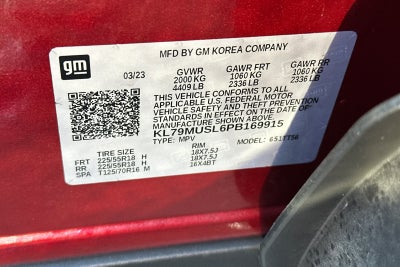 gm
MFD BY GM KOREA COMPANY
03/23
GVWR GAWR FRT GAWR RR
2000 KG 1060 KG 1060 KG
4409 LB 2336 LB 2336 LB
THIS VEHICLE CONFORMS TO ALL
APPLICABLE U.S. FEDERAL MOTOR
VEHICLE SAFETY AND THEFT PREVENTION
STANDARDS IN EFFECT ON THE DATE OF
MANUFACTURE SHOWN ABOVE.
KL79MUSL6PB169915
TYPE: MPV MODEL:
TIRE SIZE RIM
FRT 225/55R18 H 18X7.5J
RR 225/55R18 H 18X7.5J
SPA T125/70R16 M 16X4BT